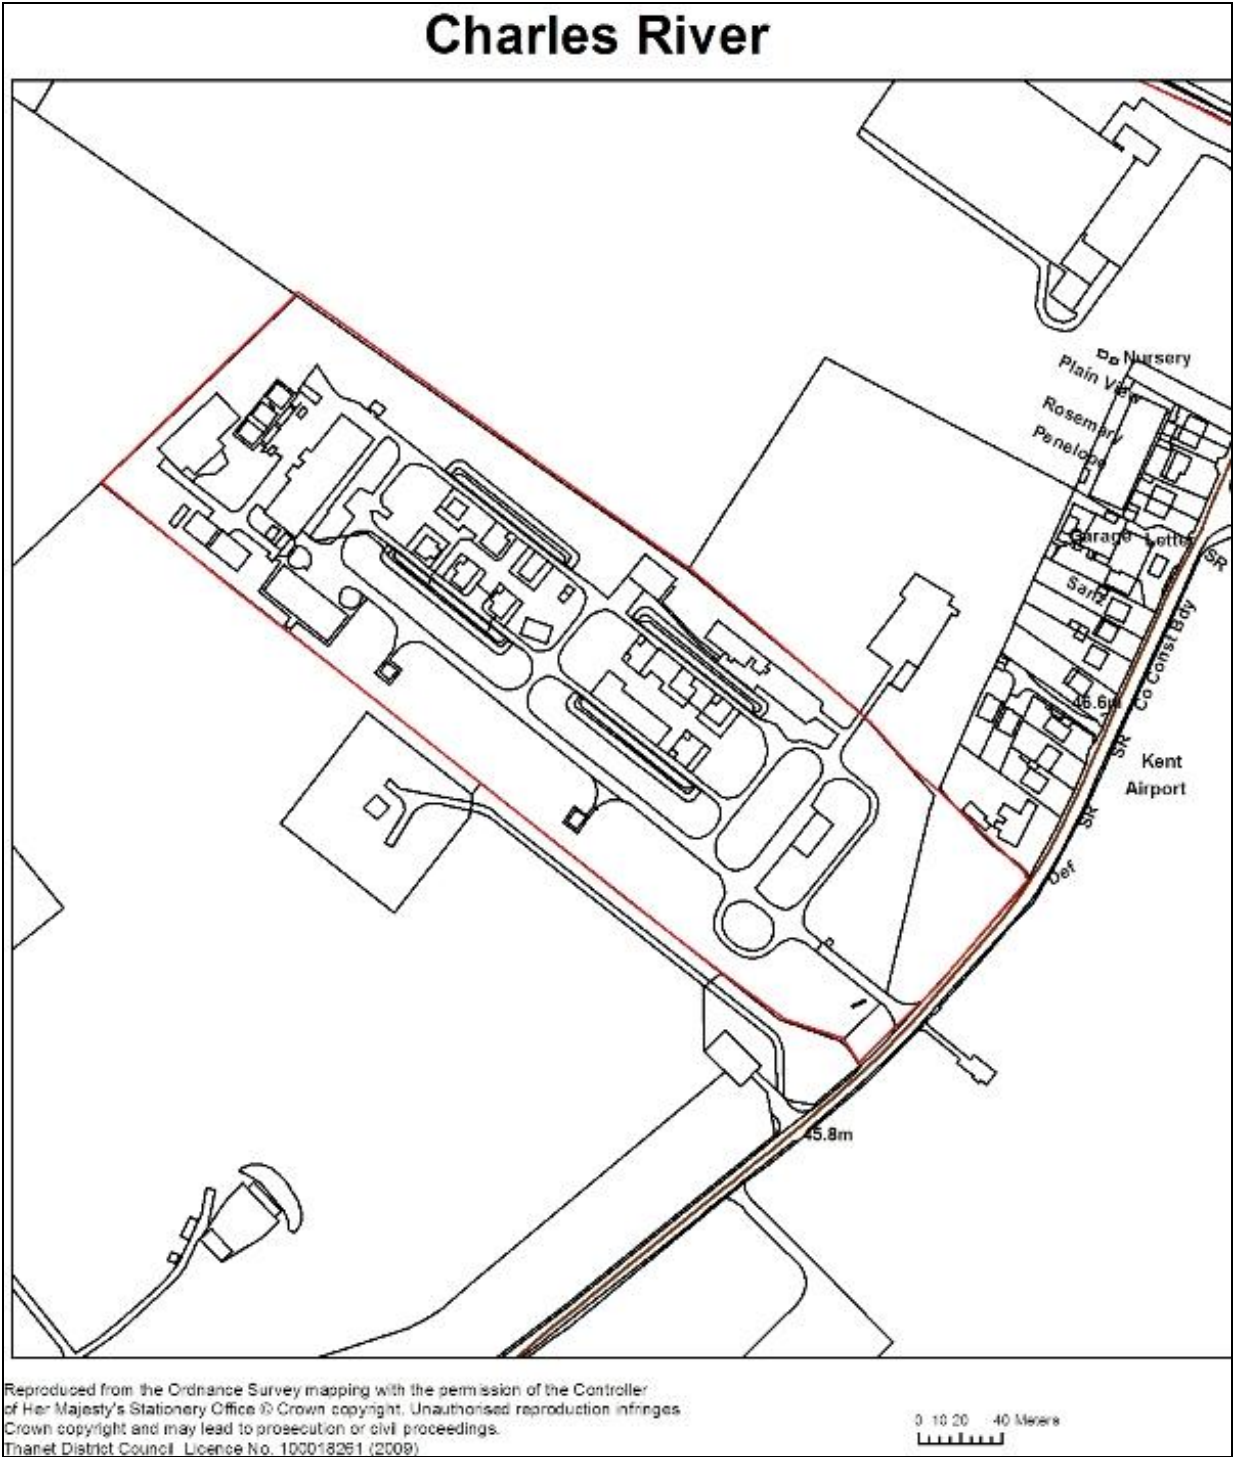 Charles River
Nursery
Plain View
Rosemary
Penelope
Garage
Letter
SR
Sanz
Co Const Bdy
46.6m
SR
Kent
Airport
SR
Def
45.8m
Reproduced from the Ordnance Survey mapping with the permission of the Controller
of Her Majesty's Stationery Office © Crown copyright. Unauthorised reproduction infringes
Crown copyright and may lead to prosecution or civil proceedings.
Thanet District Council Licence No. 100018261 (2009)
0 10 20 40 Meters